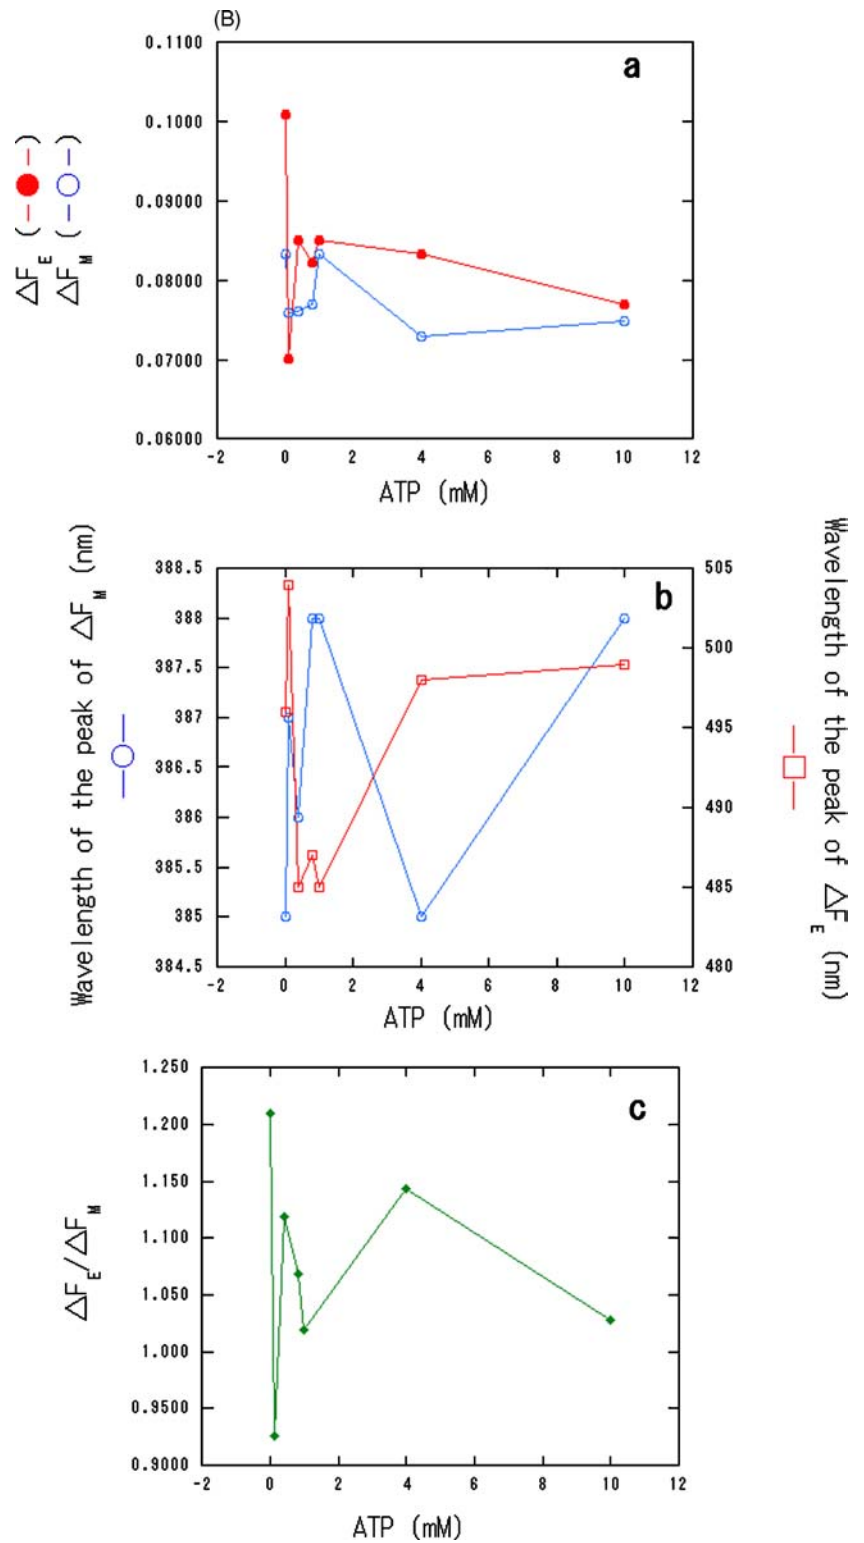 (B)
a
0.1100
0.1000
0.09000
0.08000
0.07000
0.06000
ΔF_E (—●—)
ΔF_M (—○—)
-2 0 2 4 6 8 10 12
ATP (mM)
b
388.5
388
387.5
387
386.5
386
385.5
385
384.5
Wavelength of the peak of ΔF_M (nm)
505
500
495
490
485
480
Wavelength of the peak of ΔF_E (nm)
-2 0 2 4 6 8 10 12
ATP (mM)
c
1.250
1.200
1.150
1.100
1.050
1.000
0.9500
0.9000
ΔF_E/ΔF_M
-2 0 2 4 6 8 10 12
ATP (mM)